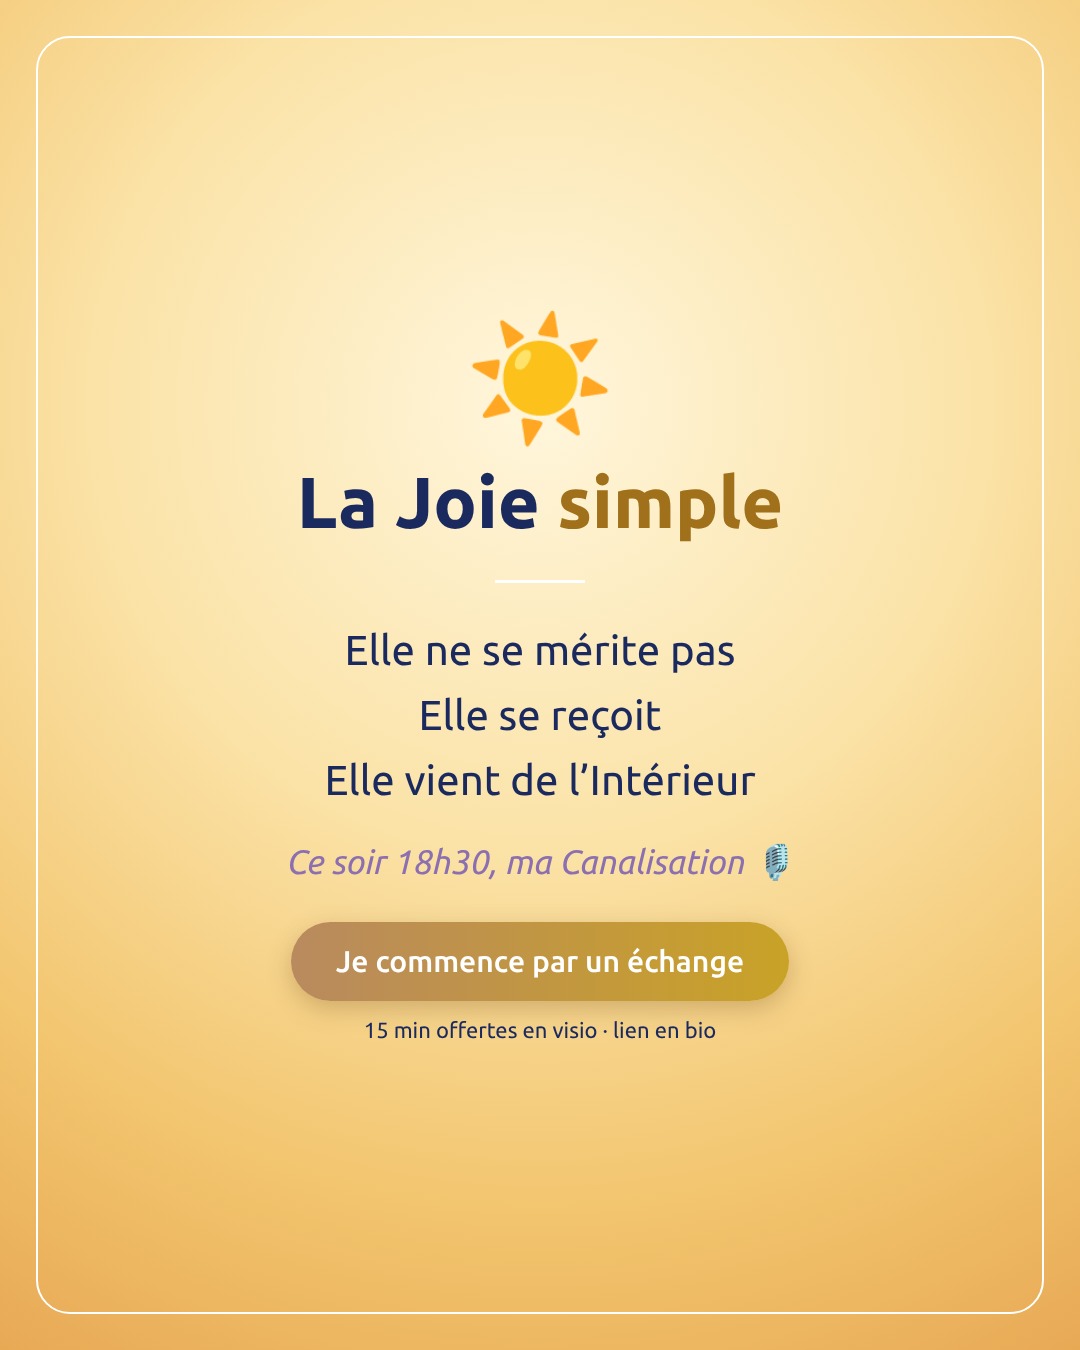 La Joie simple
Elle ne se mérite pas
Elle se reçoit
Elle vient de l’Intérieur
Ce soir 18h30, ma Canalisation 🎙️
Je commence par un échange
15 min offertes en visio · lien en bio